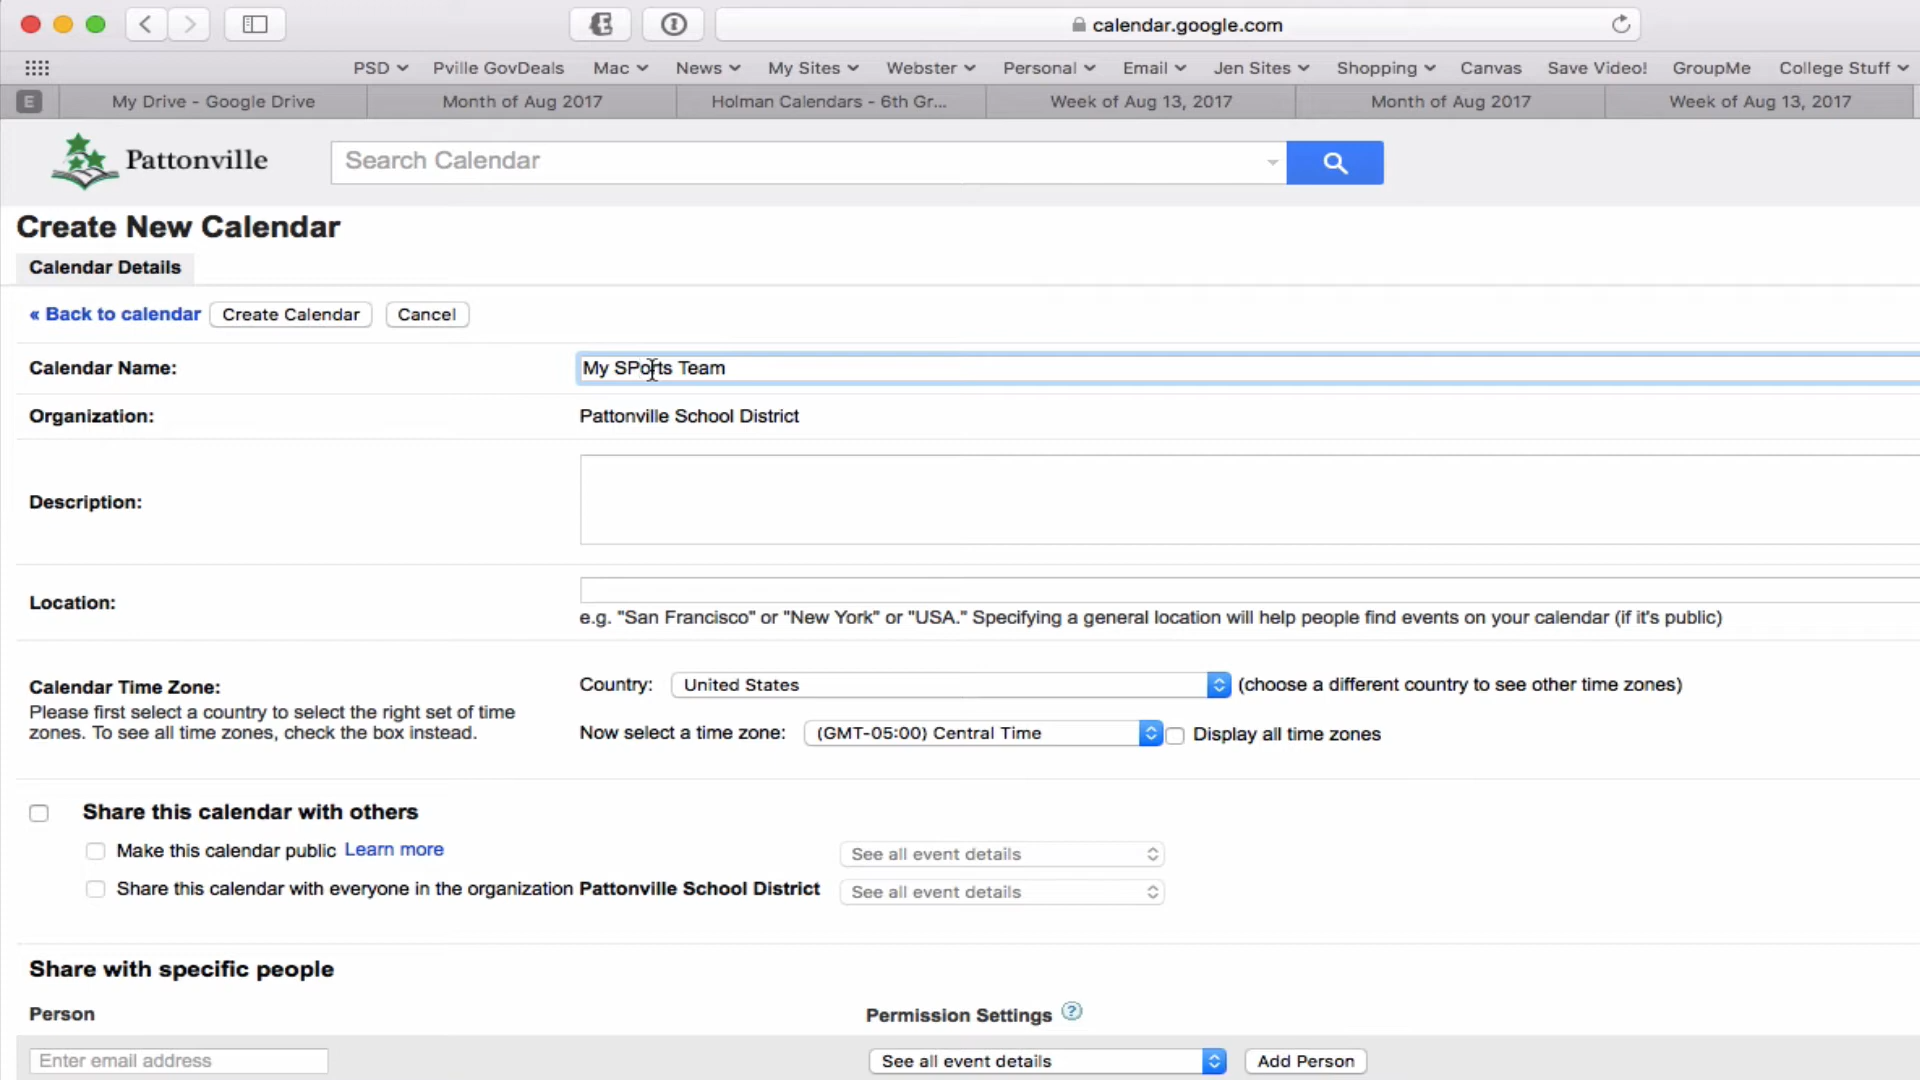 calendar.google.com
PSD Pville GovDeals Mac News My Sites Webster Personal Email Jen Sites Shopping Canvas Save Video! GroupMe College Stuff
E My Drive - Google Drive Month of Aug 2017 Holman Calendars - 6th Gr... Week of Aug 13, 2017 Month of Aug 2017 Week of Aug 13, 2017
Pattonville Search Calendar
Create New Calendar
Calendar Details
« Back to calendar Create Calendar Cancel
Calendar Name: My SPorts Team
Organization: Pattonville School District
Description:
Location:
e.g. "San Francisco" or "New York" or "USA." Specifying a general location will help people find events on your calendar (if it's public)
Calendar Time Zone: Country: United States (choose a different country to see other time zones)
Please first select a country to select the right set of time
zones. To see all time zones, check the box instead. Now select a time zone: (GMT-05:00) Central Time Display all time zones
Share this calendar with others
Make this calendar public Learn more See all event details
Share this calendar with everyone in the organization Pattonville School District See all event details
Share with specific people
Person Permission Settings ?
Enter email address See all event details Add Person